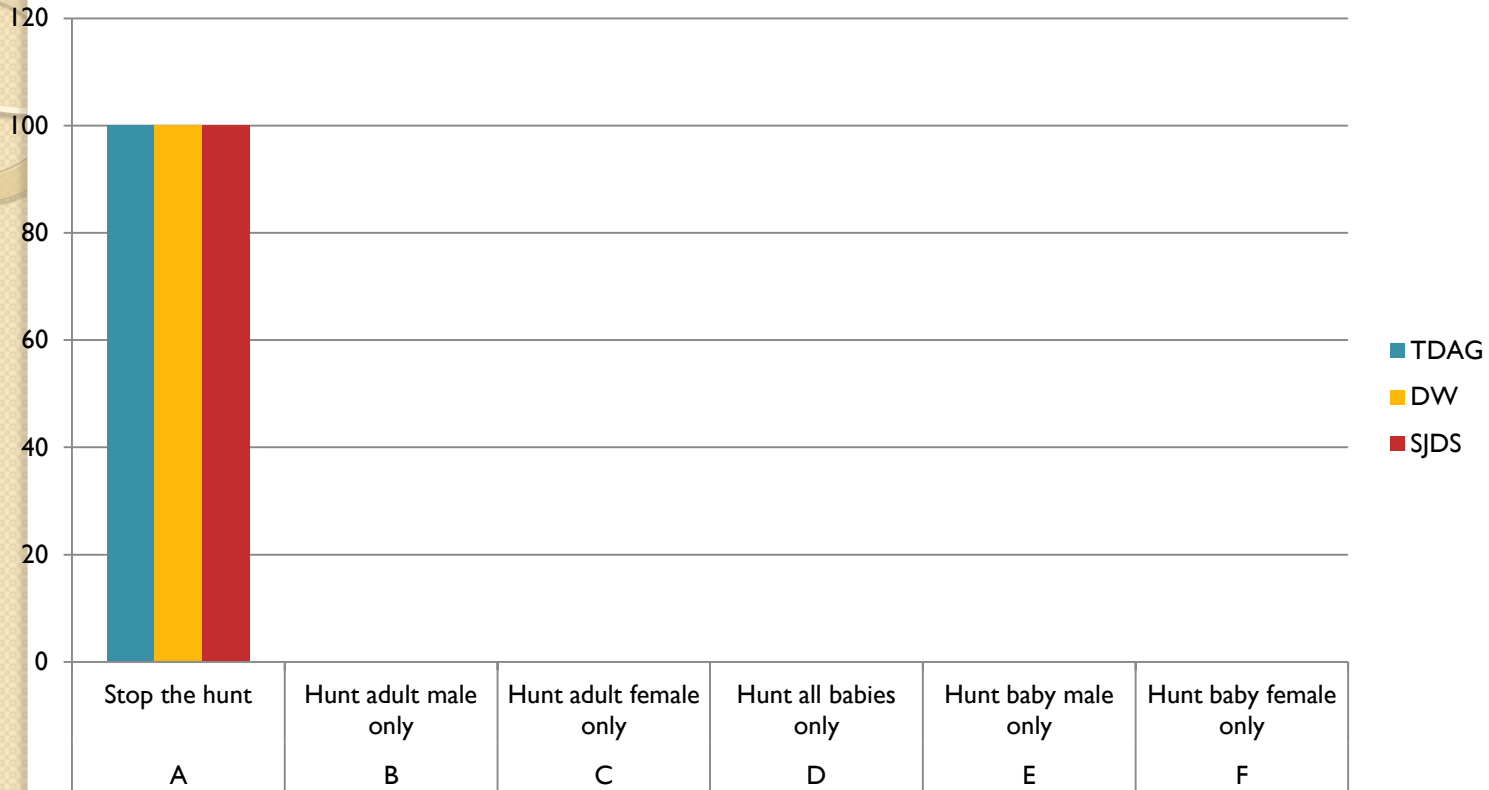 120
100
80
60
40
20
0
Stop the hunt
Hunt adult male
only
Hunt adult female
only
Hunt all babies
only
Hunt baby male
only
Hunt baby female
only
A
B
C
D
E
F
TDAG
DW
SJDS